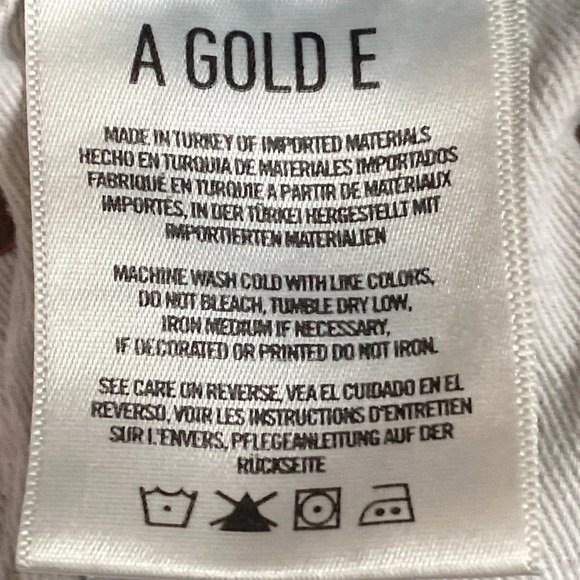 A GOLD E
MADE IN TURKEY OF IMPORTED MATERIALS
HECHO EN TURQUIA DE MATERIALES IMPORTADOS
FABRIQUÉ EN TURQUIE A PARTIR DE MATÉRIAUX
IMPORTÉS, IN DER TÜRKEI HERGESTELLT MIT
IMPORTIERTEN MATERIALIEN
MACHINE WASH COLD WITH LIKE COLORS,
DO NOT BLEACH, TUMBLE DRY LOW,
IRON MEDIUM IF NECESSARY,
IF DECORATED OR PRINTED DO NOT IRON.
SEE CARE ON REVERSE, VEA EL CUIDADO EN EL
REVERSO, VOIR LES INSTRUCTIONS D'ENTRETIEN
SUR L'ENVERS, PFLEGEANLEITUNG AUF DER
RÜCKSEITE